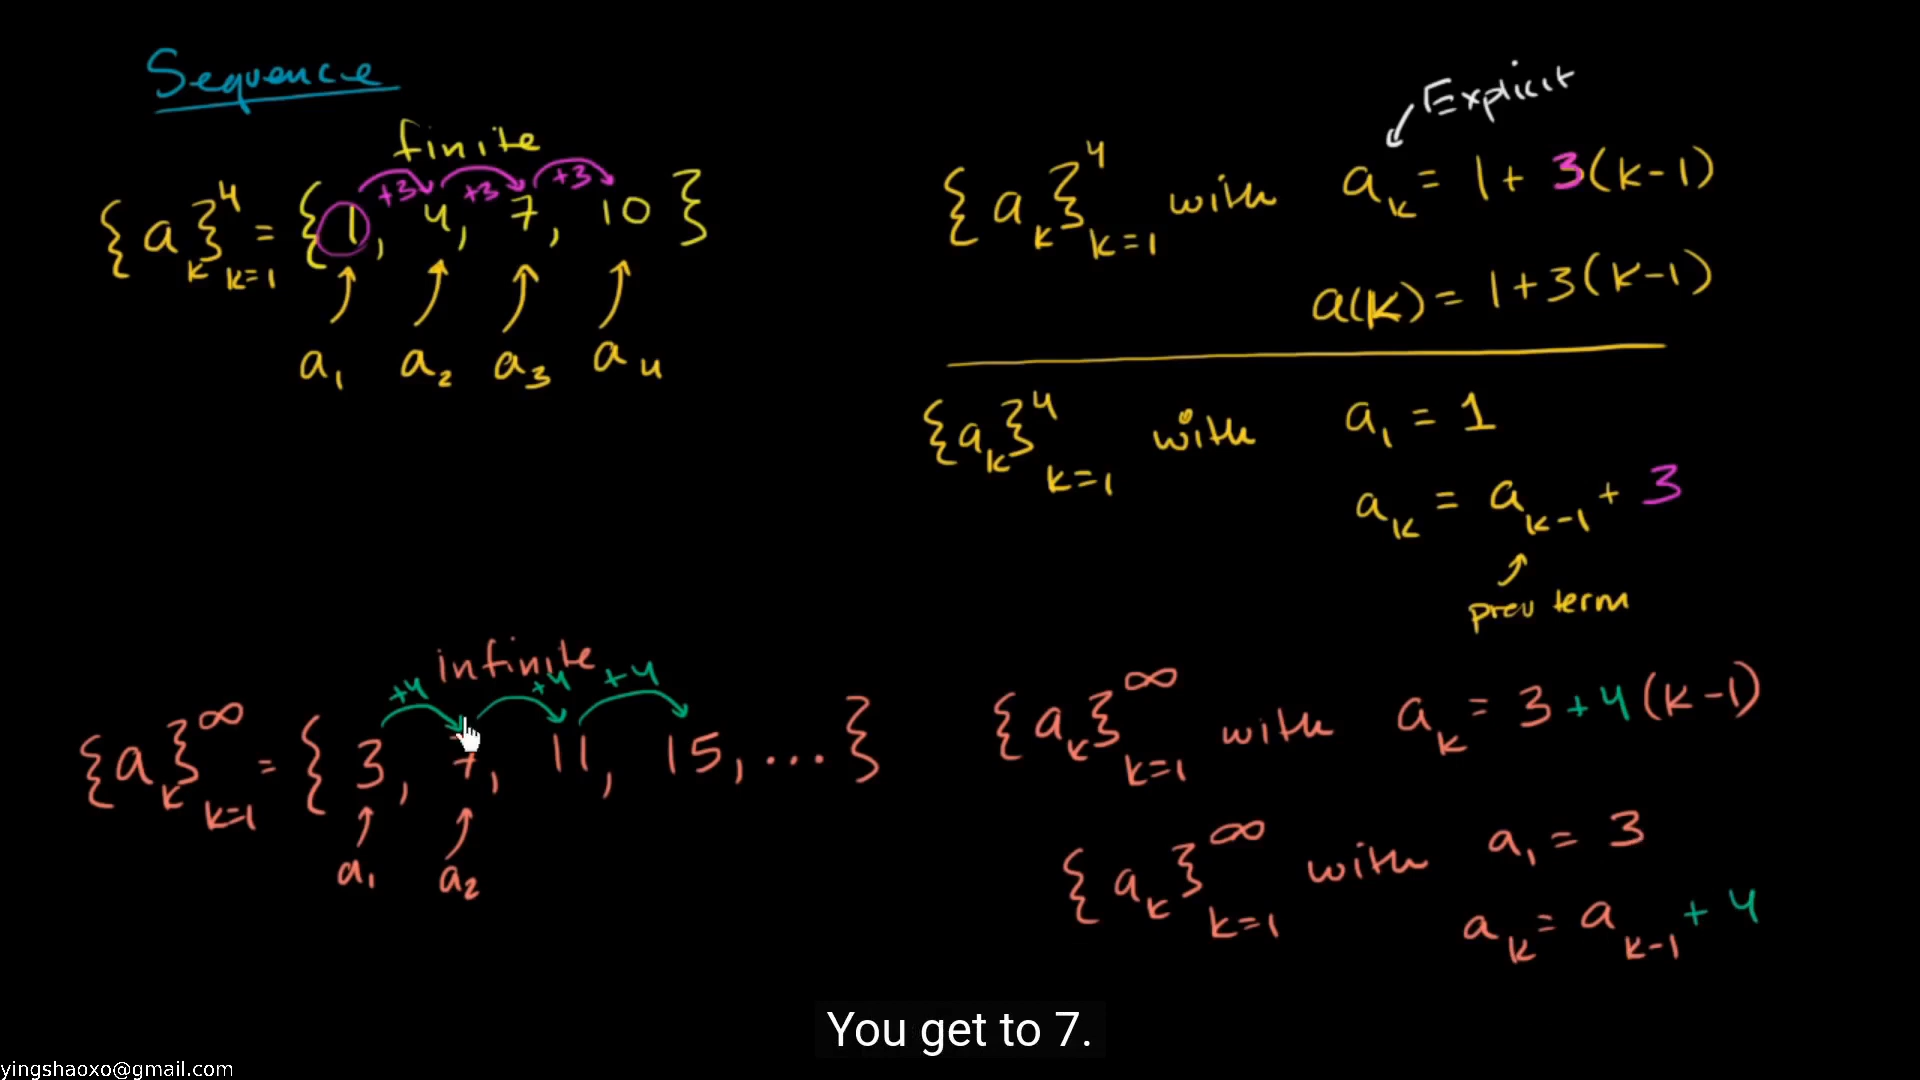 Sequence
finite
+3 +3 +3
{a_k}^4_{k=1} = {1, 4, 7, 10}
a_1 a_2 a_3 a_4
Explicit
{a_k}^4_{k=1} with a_k = 1 + 3(k-1)
a(k) = 1+3(k-1)
{a_k}^4_{k=1} with a_1 = 1
a_k = a_{k-1} + 3
prev term
infinite
+4 +4 +4
{a_k}^∞_{k=1} = {3, 7, 11, 15, ...}
a_1 a_2
{a_k}^∞_{k=1} with a_k = 3 +4(k-1)
{a_k}^∞_{k=1} with a_1 = 3
a_k = a_{k-1} + 4
You get to 7.
yingshaoxo@gmail.com